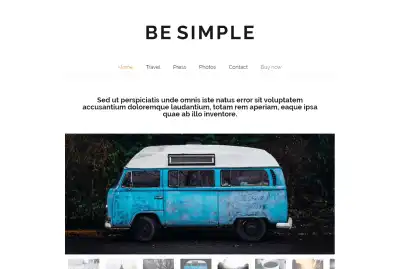 BE SIMPLE
Home Travel Press Photos Contact Buy now
Sed ut perspiciatis unde omnis iste natus error sit voluptatem
accusantium doloremque laudantium, totam rem aperiam, eaque ipsa
quae ab illo inventore.